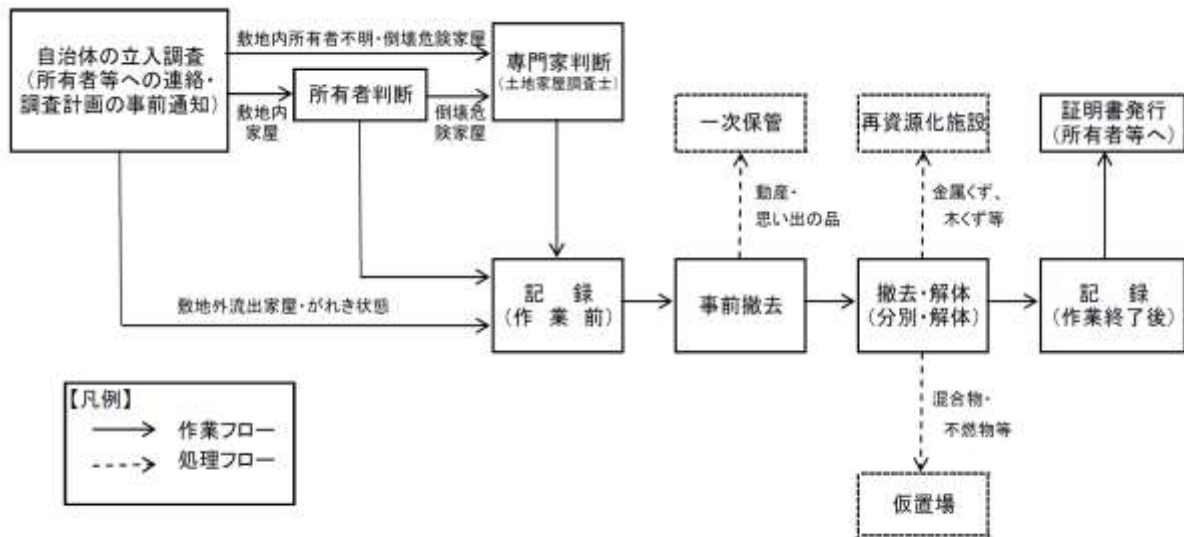 自治体の立入調査
(所有者等への連絡・
調査計画の事前通知)
敷地内所有者不明・倒壊危険家屋
敷地内
家屋
所有者判断
倒壊危
険家屋
専門家判断
(土地家屋調査士)
一次保管
再資源化施設
証明書発行
(所有者等へ)
動産・
思い出の品
金属くず、
木くず等
敷地外流出家屋・がれき状態
記 録
(作 業 前)
事前撤去
撤去・解体
(分別・解体)
記 録
(作業終了後)
混合物・
不燃物等
仮置場
【凡例】
作業フロー
処理フロー